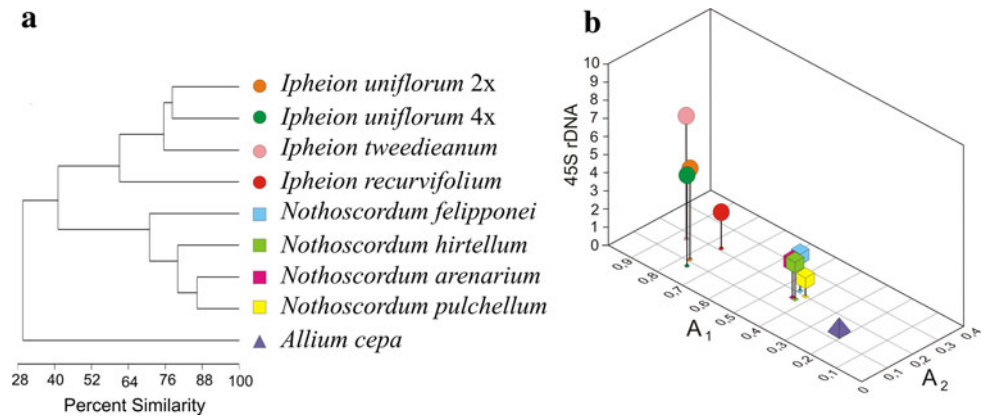 a
Ipheion uniflorum 2x
Ipheion uniflorum 4x
Ipheion tweedieanum
Ipheion recurvifolium
Nothoscordum felipponei
Nothoscordum hirtellum
Nothoscordum arenarium
Nothoscordum pulchellum
Allium cepa
28 40 52 64 76 88 100
Percent Similarity
b
10
9
8
7
6
5
4
3
2
1
0
45S rDNA
0.9 0.8 0.7 0.6 0.5 0.4 0.3 0.2 0.1 0
A1
0.1 0.2 0.3 0.4
A2